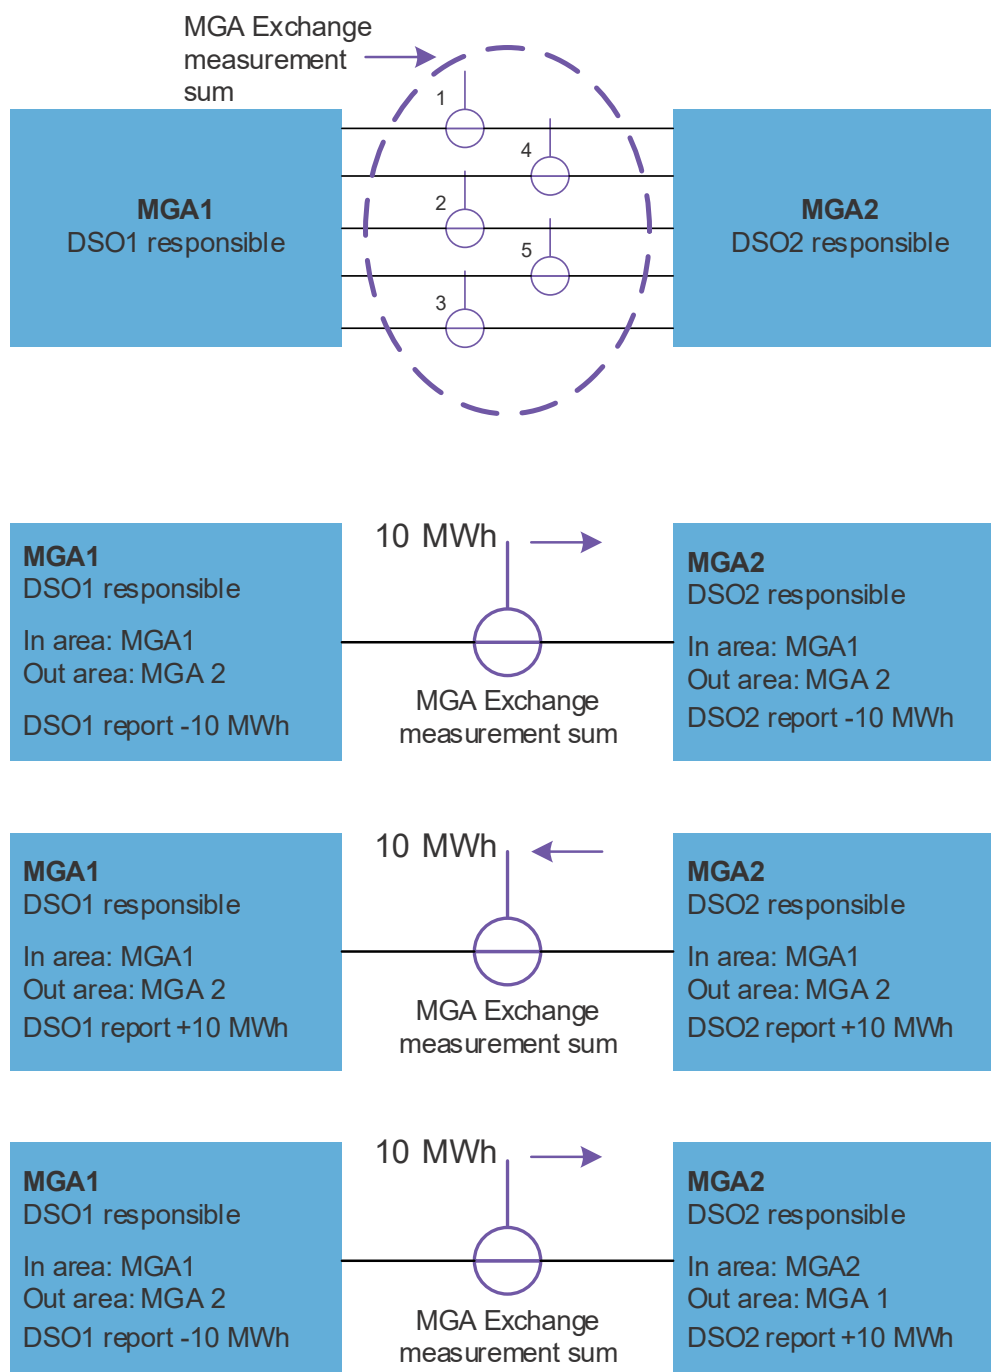 MGA Exchange
measurement
sum
1
4
2
5
3
MGA1
DSO1 responsible
MGA2
DSO2 responsible
10 MWh
MGA1
DSO1 responsible
In area: MGA1
Out area: MGA 2
DSO1 report -10 MWh
MGA Exchange
measurement sum
MGA2
DSO2 responsible
In area: MGA1
Out area: MGA 2
DSO2 report -10 MWh
10 MWh
MGA1
DSO1 responsible
In area: MGA1
Out area: MGA 2
DSO1 report +10 MWh
MGA Exchange
measurement sum
MGA2
DSO2 responsible
In area: MGA1
Out area: MGA 2
DSO2 report +10 MWh
10 MWh
MGA1
DSO1 responsible
In area: MGA1
Out area: MGA 2
DSO1 report -10 MWh
MGA Exchange
measurement sum
MGA2
DSO2 responsible
In area: MGA2
Out area: MGA 1
DSO2 report +10 MWh